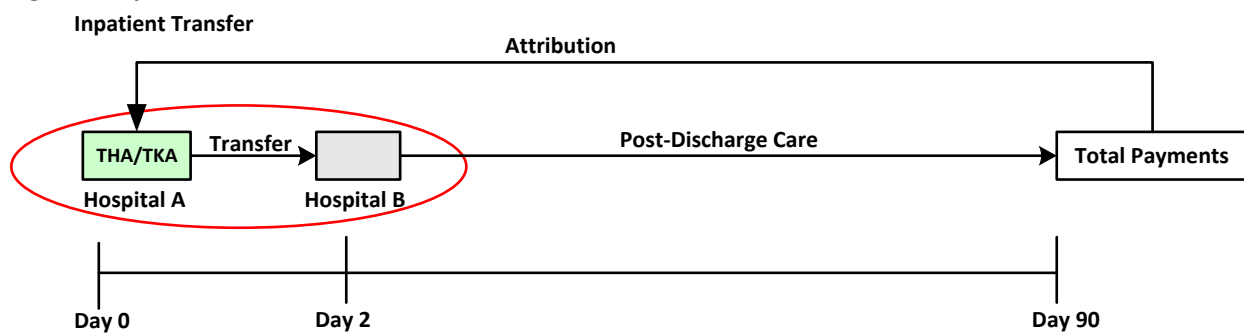 Inpatient Transfer
Attribution
THA/TKA
Transfer
Post-Discharge Care
Total Payments
Hospital A
Hospital B
Day 0
Day 2
Day 90